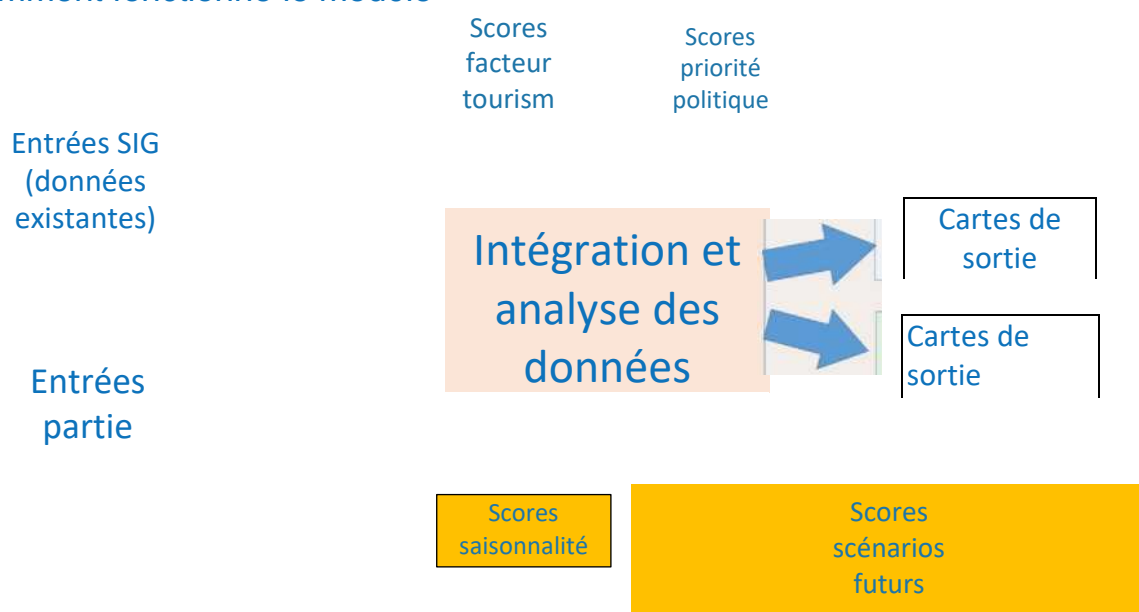 Scores
facteur
tourism
Scores
priorité
politique
Entrées SIG
(données
existantes)
Intégration et
analyse des
données
Cartes de
sortie
Cartes de
sortie
Entrées
partie
Scores
saisonnalité
Scores
scénarios
futurs